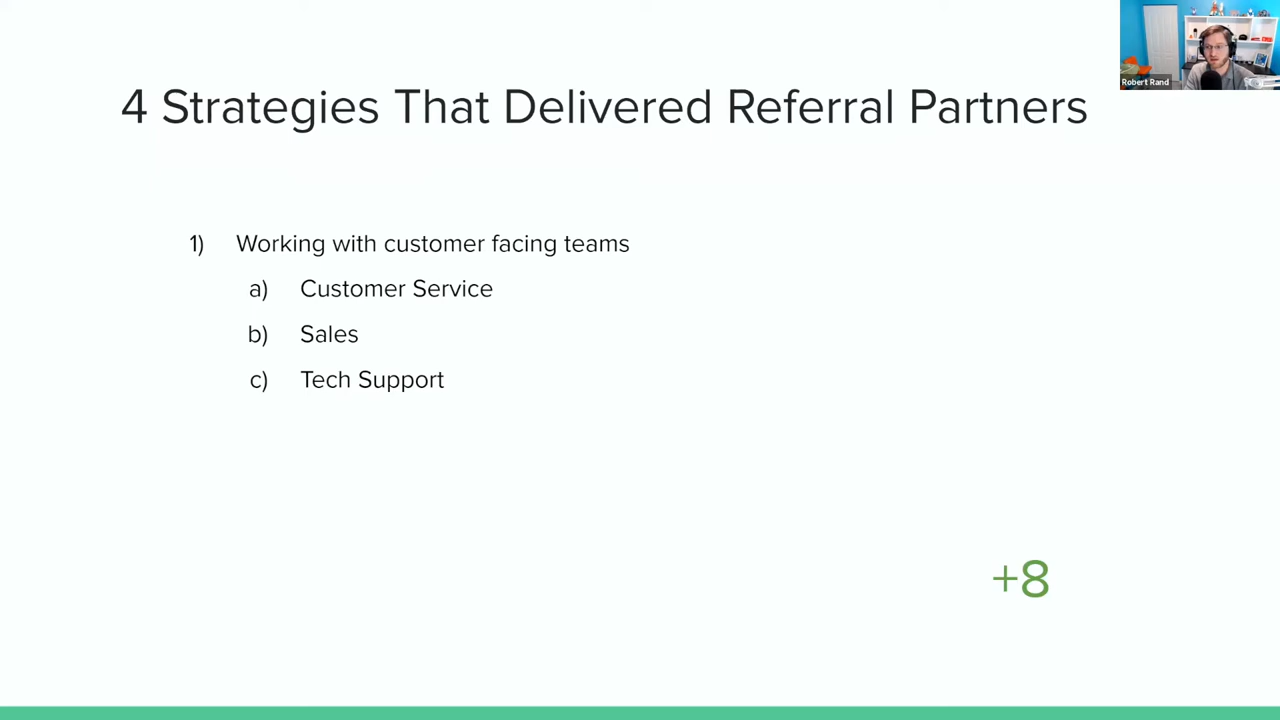 4 Strategies That Delivered Referral Partners
Robert Rand
1) Working with customer facing teams
a) Customer Service
b) Sales
c) Tech Support
+8